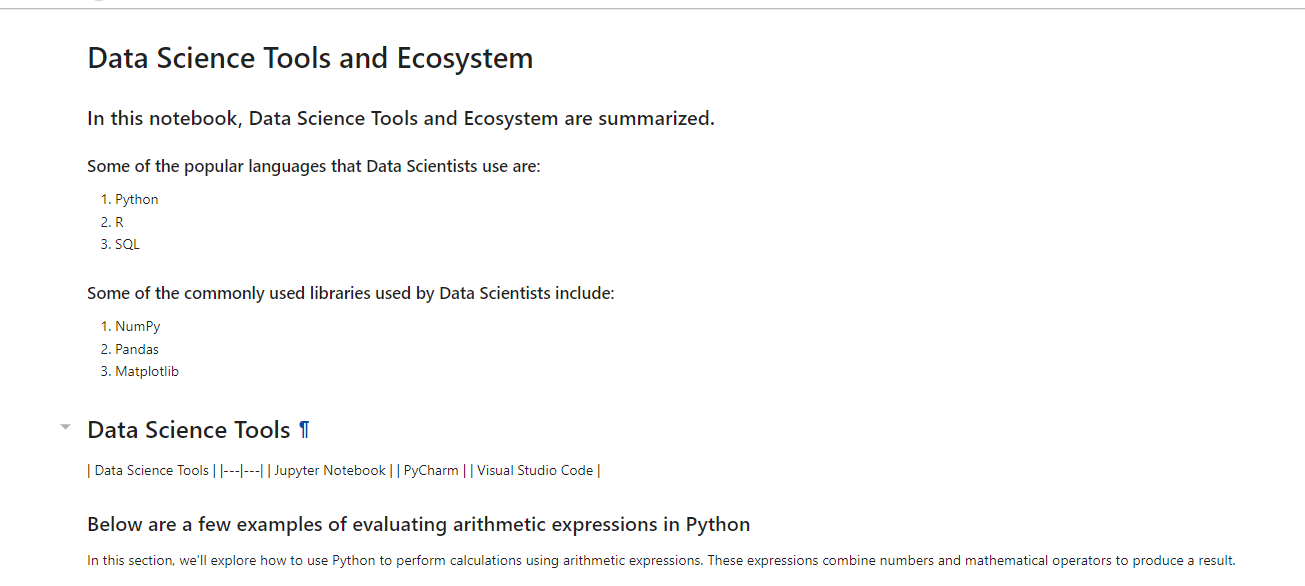 Data Science Tools and Ecosystem
In this notebook, Data Science Tools and Ecosystem are summarized.
Some of the popular languages that Data Scientists use are:
1. Python
2. R
3. SQL
Some of the commonly used libraries used by Data Scientists include:
1. NumPy
2. Pandas
3. Matplotlib
Data Science Tools ¶
| Data Science Tools | |---|---| | Jupyter Notebook | | PyCharm | | Visual Studio Code |
Below are a few examples of evaluating arithmetic expressions in Python
In this section, we'll explore how to use Python to perform calculations using arithmetic expressions. These expressions combine numbers and mathematical operators to produce a result.